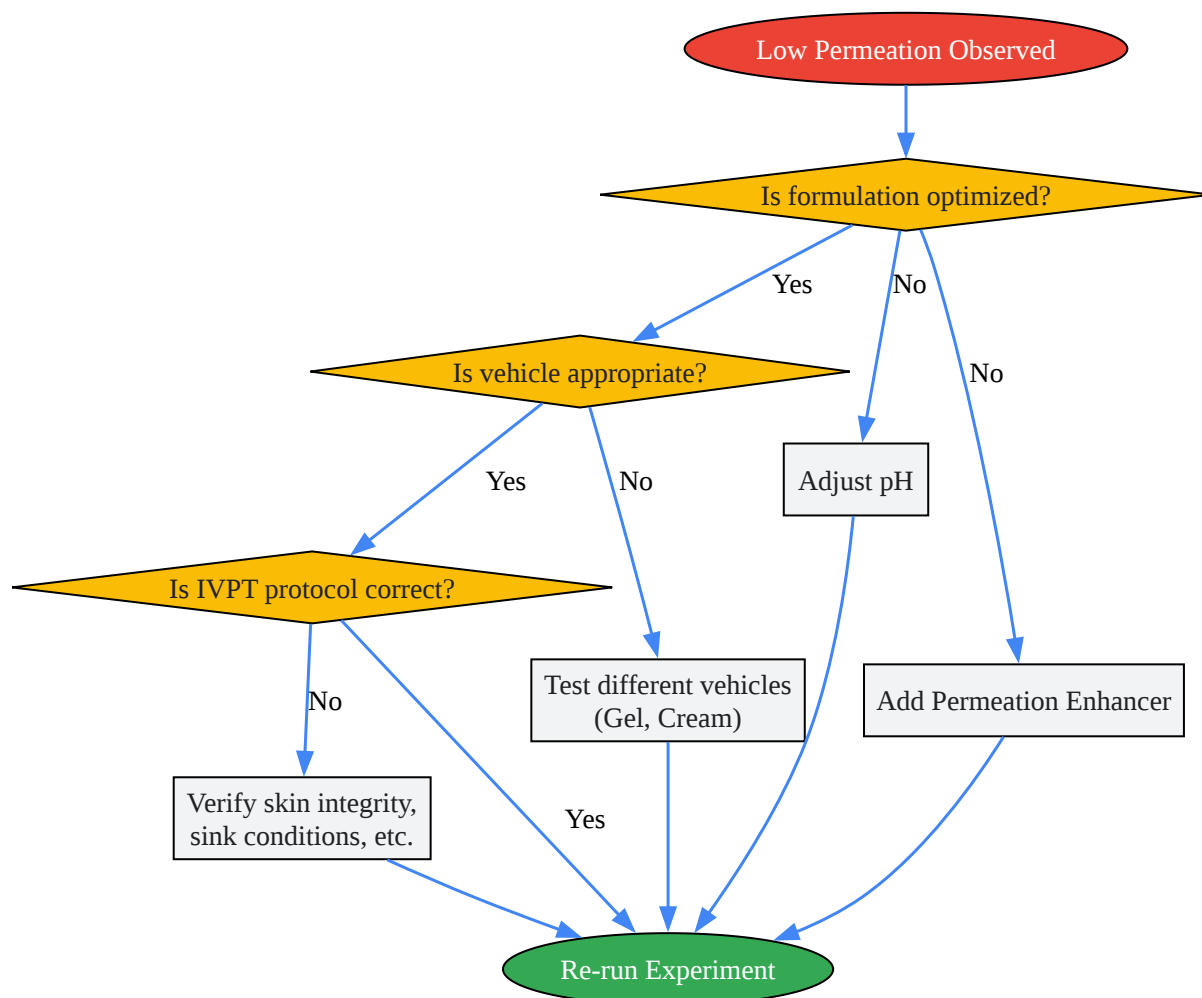 Low Permeation Observed
Is formulation optimized?
Yes
No
Is vehicle appropriate?
No
Adjust pH
Yes
No
Is IVPT protocol correct?
Test different vehicles
(Gel, Cream)
Add Permeation Enhancer
No
Verify skin integrity,
sink conditions, etc.
Yes
Re-run Experiment